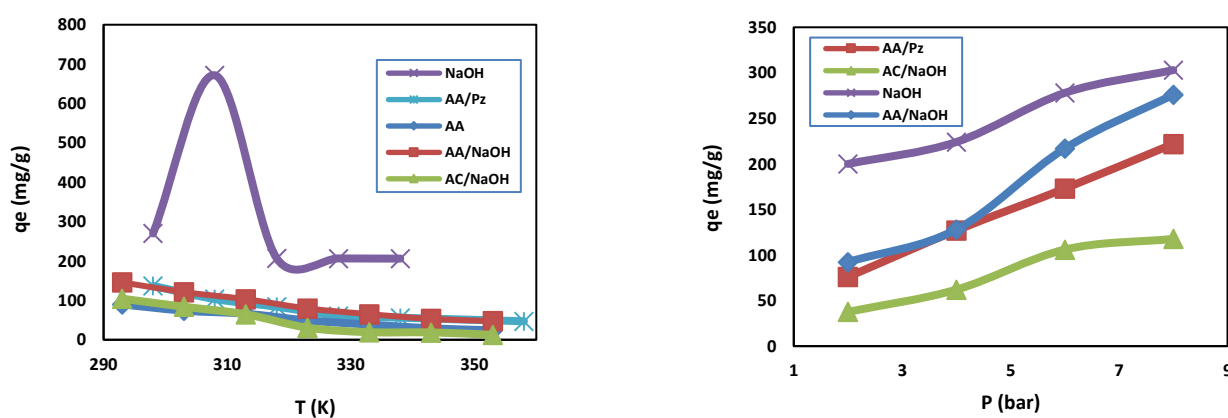 800
700
600
500
400
300
200
100
0
qe (mg/g)
290
310
330
350
T (K)
NaOH
AA/Pz
AA
AA/NaOH
AC/NaOH
350
300
250
200
150
100
50
0
qe (mg/g)
1
3
5
7
9
P (bar)
AA/Pz
AC/NaOH
NaOH
AA/NaOH